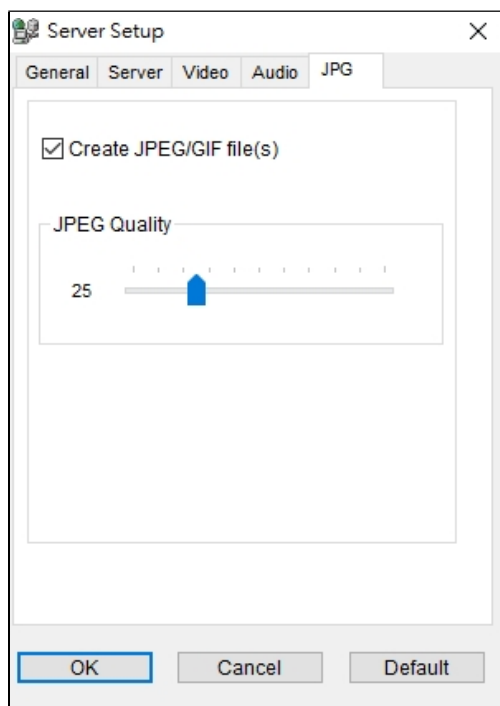 Server Setup
General Server Video Audio JPG
Create JPEG/GIF file(s)
JPEG Quality
25
OK Cancel Default